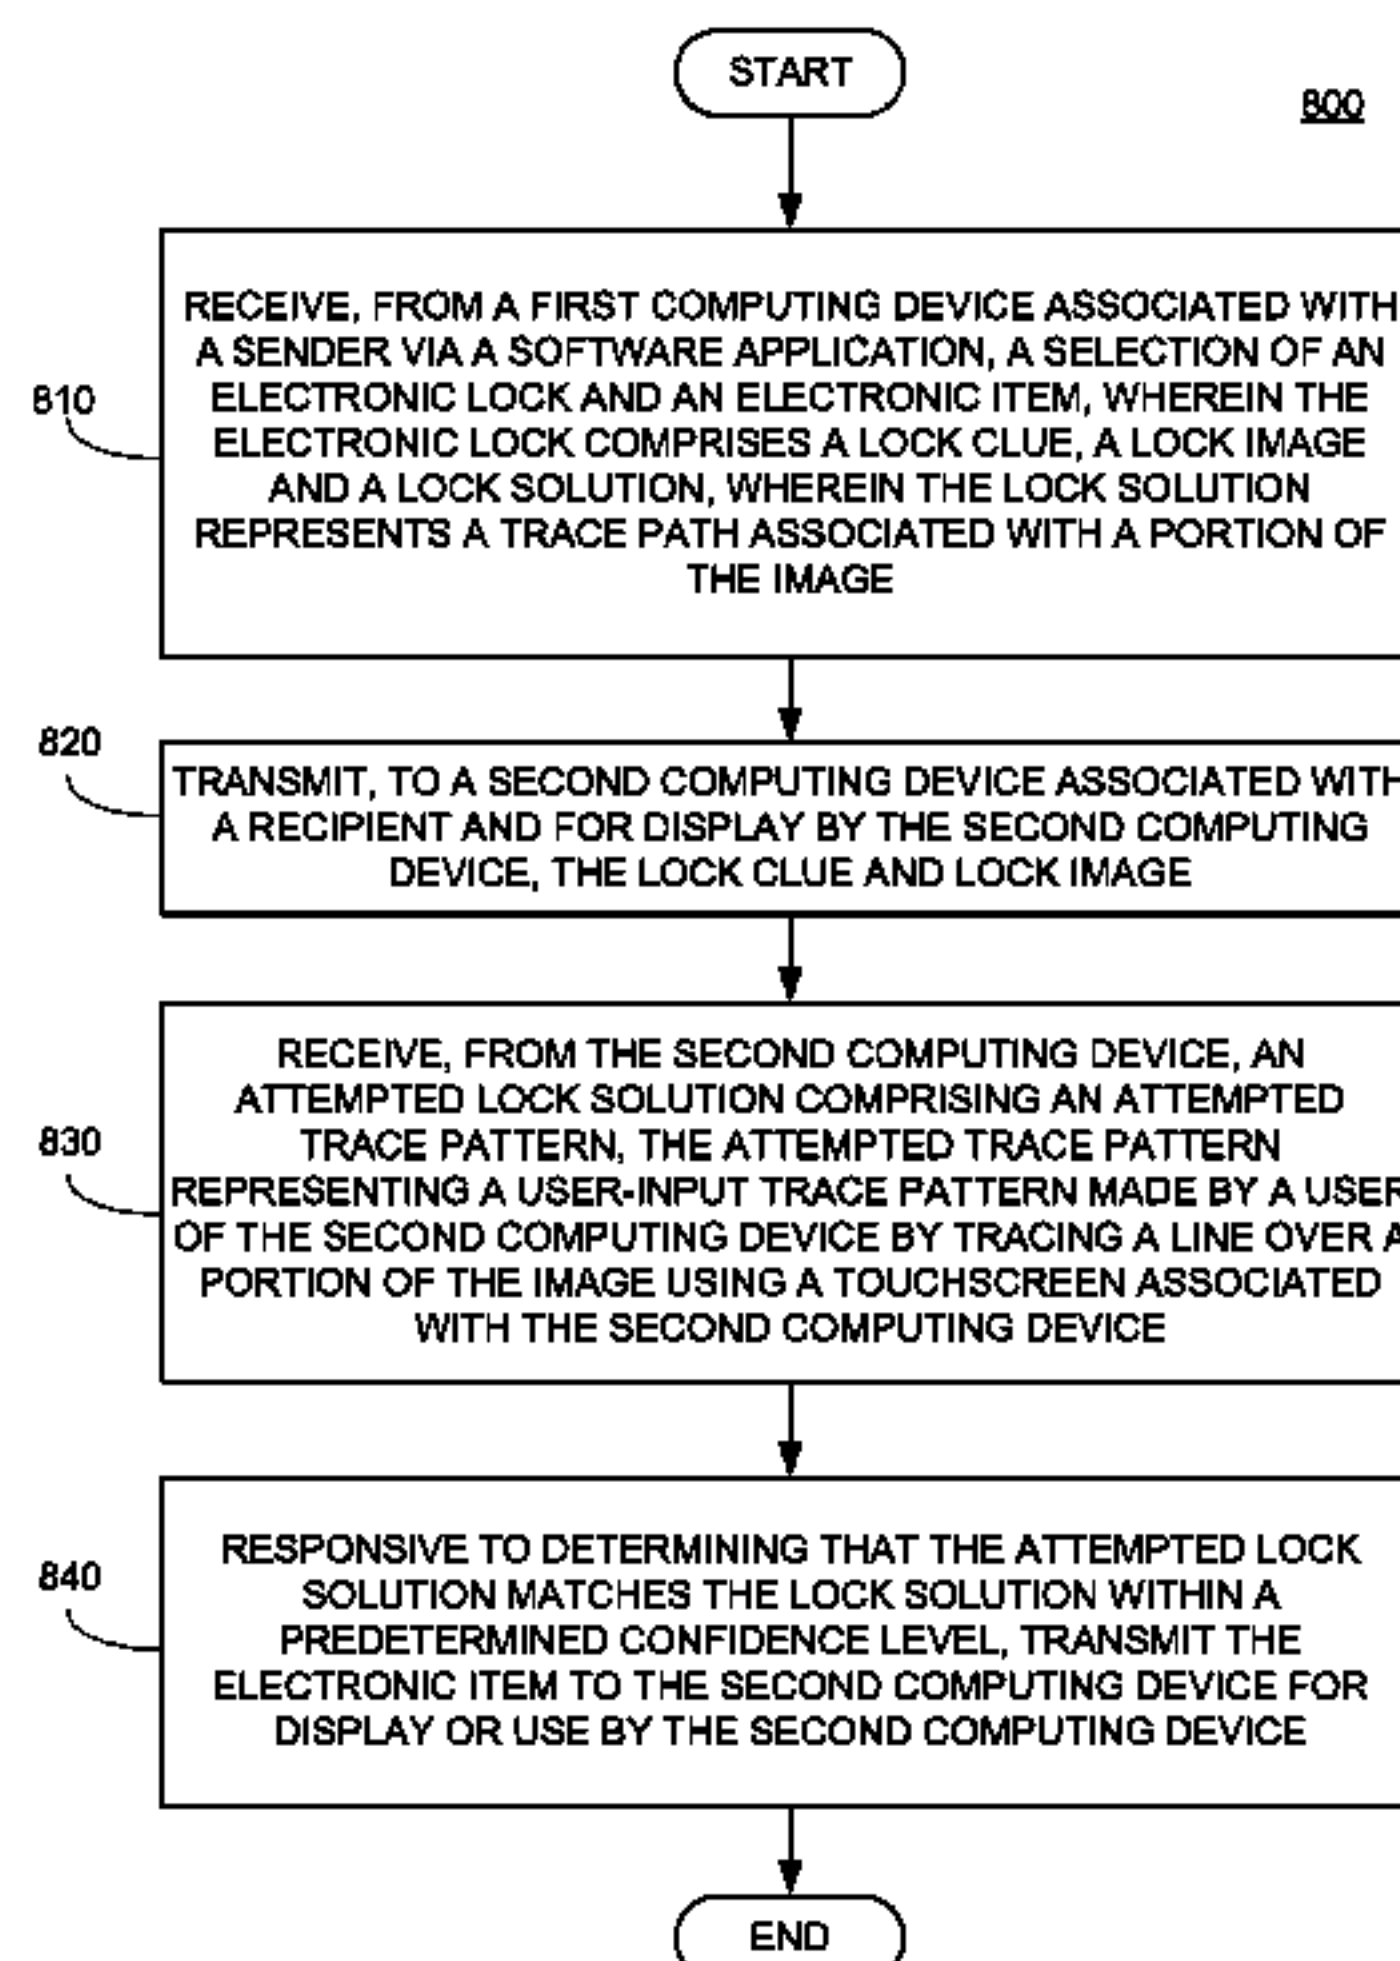 START
800
RECEIVE, FROM A FIRST COMPUTING DEVICE ASSOCIATED WITH
A SENDER VIA A SOFTWARE APPLICATION, A SELECTION OF AN
ELECTRONIC LOCK AND AN ELECTRONIC ITEM, WHEREIN THE
810
ELECTRONIC LOCK COMPRISES A LOCK CLUE, A LOCK IMAGE
AND A LOCK SOLUTION, WHEREIN THE LOCK SOLUTION
REPRESENTS A TRACE PATH ASSOCIATED WITH A PORTION OF
THE IMAGE
820
TRANSMIT, TO A SECOND COMPUTING DEVICE ASSOCIATED WITH
A RECIPIENT AND FOR DISPLAY BY THE SECOND COMPUTING
DEVICE, THE LOCK CLUE AND LOCK IMAGE
RECEIVE, FROM THE SECOND COMPUTING DEVICE, AN
ATTEMPTED LOCK SOLUTION COMPRISING AN ATTEMPTED
830
TRACE PATTERN, THE ATTEMPTED TRACE PATTERN
REPRESENTING A USER-INPUT TRACE PATTERN MADE BY A USER
OF THE SECOND COMPUTING DEVICE BY TRACING A LINE OVER A
PORTION OF THE IMAGE USING A TOUCHSCREEN ASSOCIATED
WITH THE SECOND COMPUTING DEVICE
RESPONSIVE TO DETERMINING THAT THE ATTEMPTED LOCK
840
SOLUTION MATCHES THE LOCK SOLUTION WITHIN A
PREDETERMINED CONFIDENCE LEVEL, TRANSMIT THE
ELECTRONIC ITEM TO THE SECOND COMPUTING DEVICE FOR
DISPLAY OR USE BY THE SECOND COMPUTING DEVICE
END